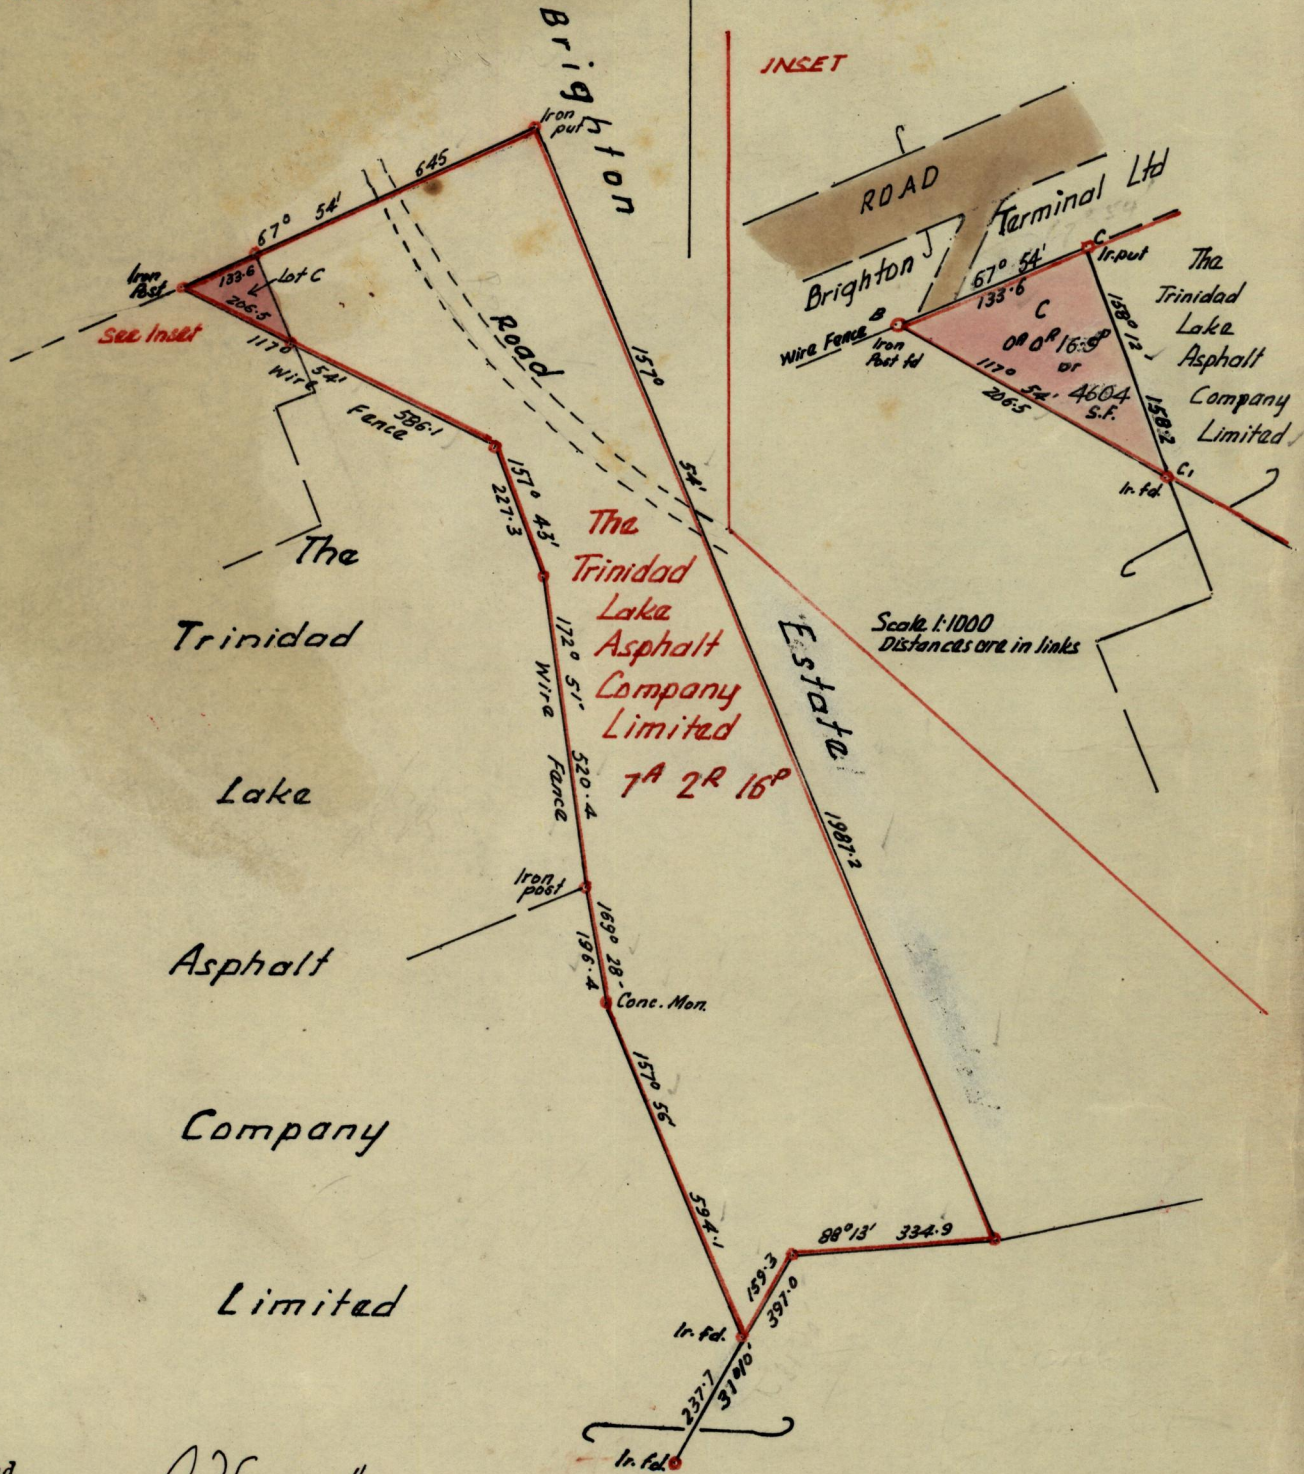 Brighton
INSET
Iron
put
645
67° 54'
Iron
Post
133·6
Lot C
206·5
See Inset
117° 54'
Wire
Fence
586·1
Road
157° 54'
1987·2
157° 43'
227·3
The
Trinidad
Lake
Asphalt
Company
Limited
7A 2R 16P
172° 51'
520·4
Wire Fence
Estate
Iron
post
169° 28'
196·4
Conc. Mon.
157° 56'
594·1
88°13' 334·9
159·3
397·0
Ir. fd.
237·7
31°10'
Ir. fd.
The
Trinidad
Lake
Asphalt
Company
Limited
ROAD
Brighton Terminal Ltd
67° 54'
133·6
C
Ir. put
B
Wire Fence
Iron
Post fd
C
0A 0R 16·9P
or
4604
S.F.
117° 54'
206·5
158° 12'
158·2
C1
Ir. fd.
The
Trinidad
Lake
Asphalt
Company
Limited
Scale 1:1000
Distances are in links